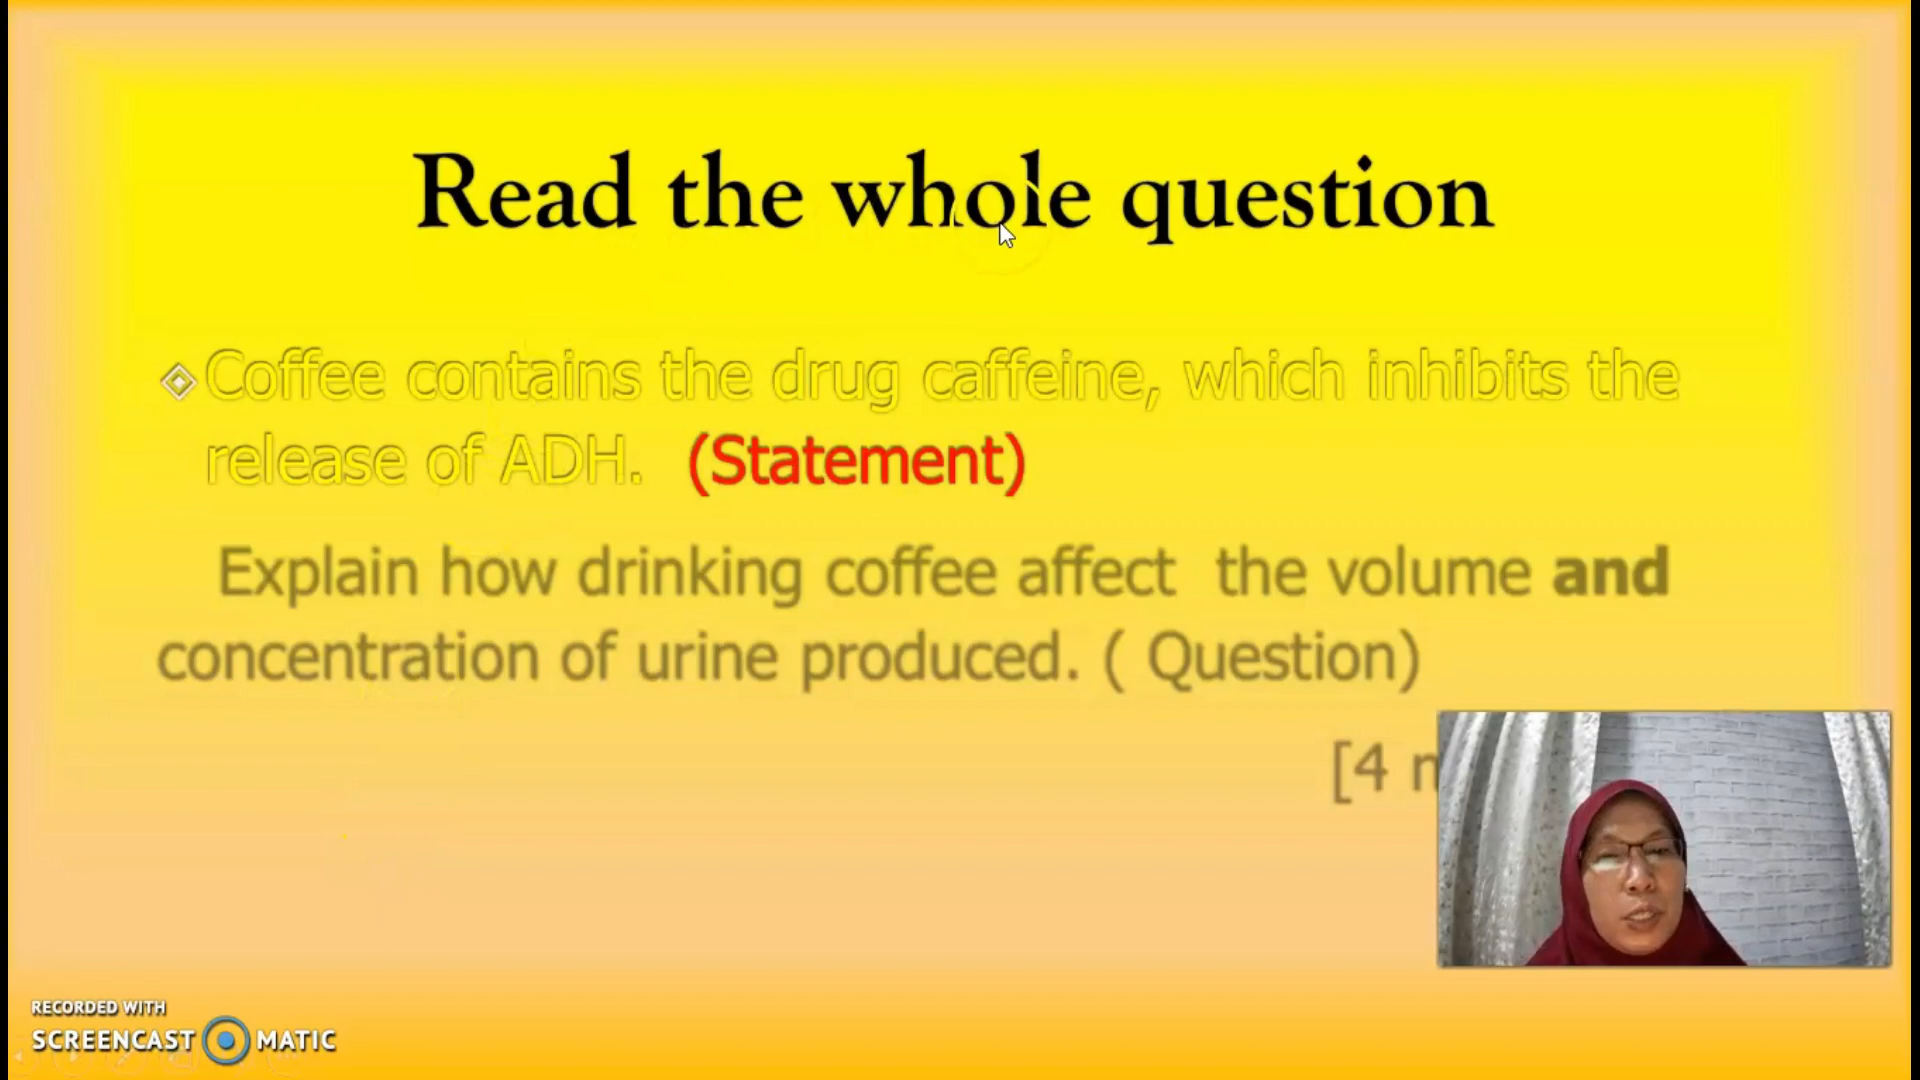 Read the whole question
Coffee contains the drug caffeine, which inhibits the
release of ADH. (Statement)
Explain how drinking coffee affect the volume and
concentration of urine produced. ( Question)
[4
RECORDED WITH
SCREENCAST MATIC